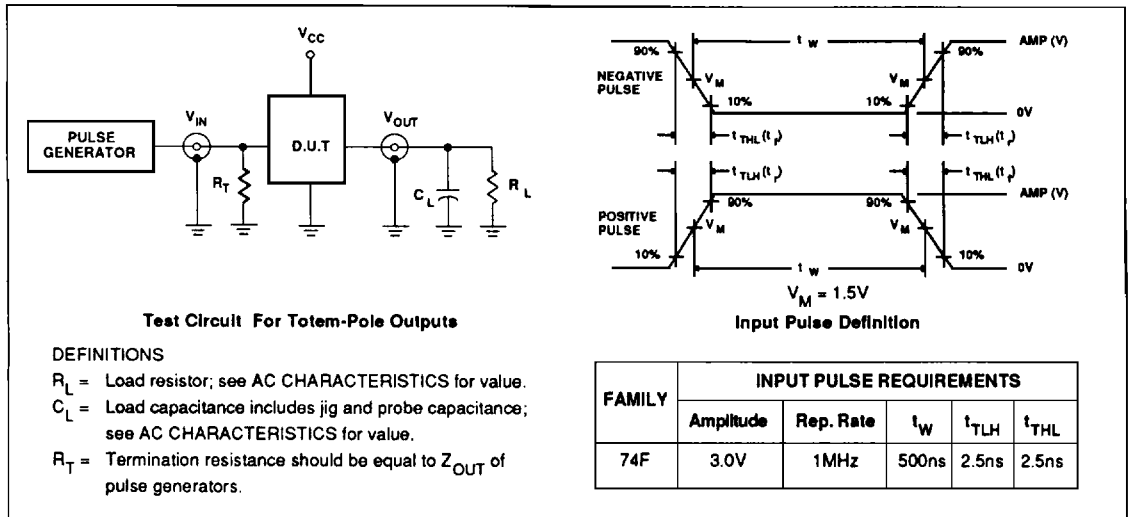 VCC
VIN
PULSE
GENERATOR
D.U.T
VOUT
RT
CL
RL
Test Circuit For Totem-Pole Outputs
DEFINITIONS
RL = Load resistor; see AC CHARACTERISTICS for value.
CL = Load capacitance includes jig and probe capacitance;
see AC CHARACTERISTICS for value.
RT = Termination resistance should be equal to ZOUT of
pulse generators.
90% tW 90% AMP (V)
NEGATIVE
PULSE
VM VM
10% 10% 0V
tTHL(tf) tTLH(tr)
tTLH(tr) tTHL(tf)
90% 90% AMP (V)
POSITIVE
PULSE
VM VM
10% tW 10% 0V
VM = 1.5V
Input Pulse Definition
FAMILY INPUT PULSE REQUIREMENTS
Amplitude Rep. Rate tW tTLH tTHL
74F 3.0V 1MHz 500ns 2.5ns 2.5ns